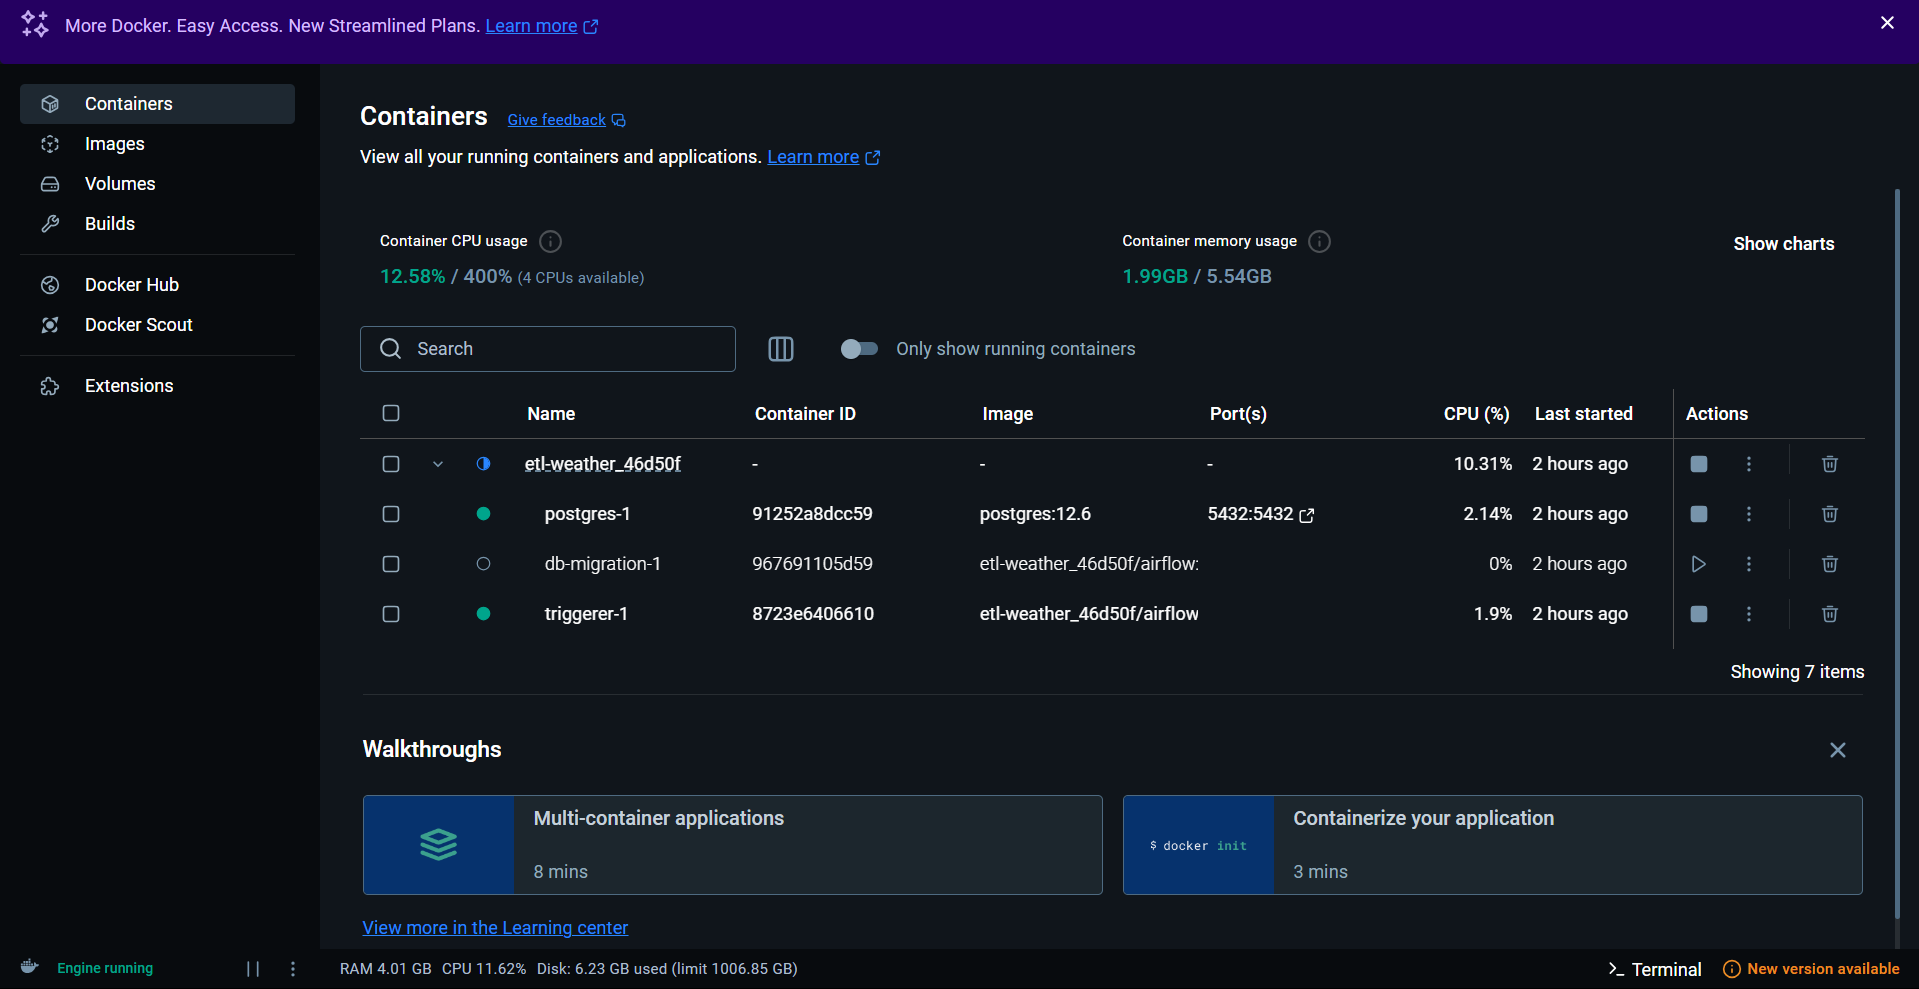 More Docker. Easy Access. New Streamlined Plans. Learn more
Containers
Images
Volumes
Builds
Docker Hub
Docker Scout
Extensions
Containers Give feedback
View all your running containers and applications. Learn more
Container CPU usage
12.58% / 400% (4 CPUs available)
Container memory usage
1.99GB / 5.54GB
Show charts
Search
Only show running containers
Name Container ID Image Port(s) CPU (%) Last started Actions
etl-weather_46d50f - - - 10.31% 2 hours ago
postgres-1 91252a8dcc59 postgres:12.6 5432:5432 2.14% 2 hours ago
db-migration-1 967691105d59 etl-weather_46d50f/airflow: 0% 2 hours ago
triggerer-1 8723e6406610 etl-weather_46d50f/airflow 1.9% 2 hours ago
Showing 7 items
Walkthroughs
Multi-container applications
8 mins
$ docker init
Containerize your application
3 mins
View more in the Learning center
Engine running
RAM 4.01 GB CPU 11.62% Disk: 6.23 GB used (limit 1006.85 GB)
Terminal
New version available